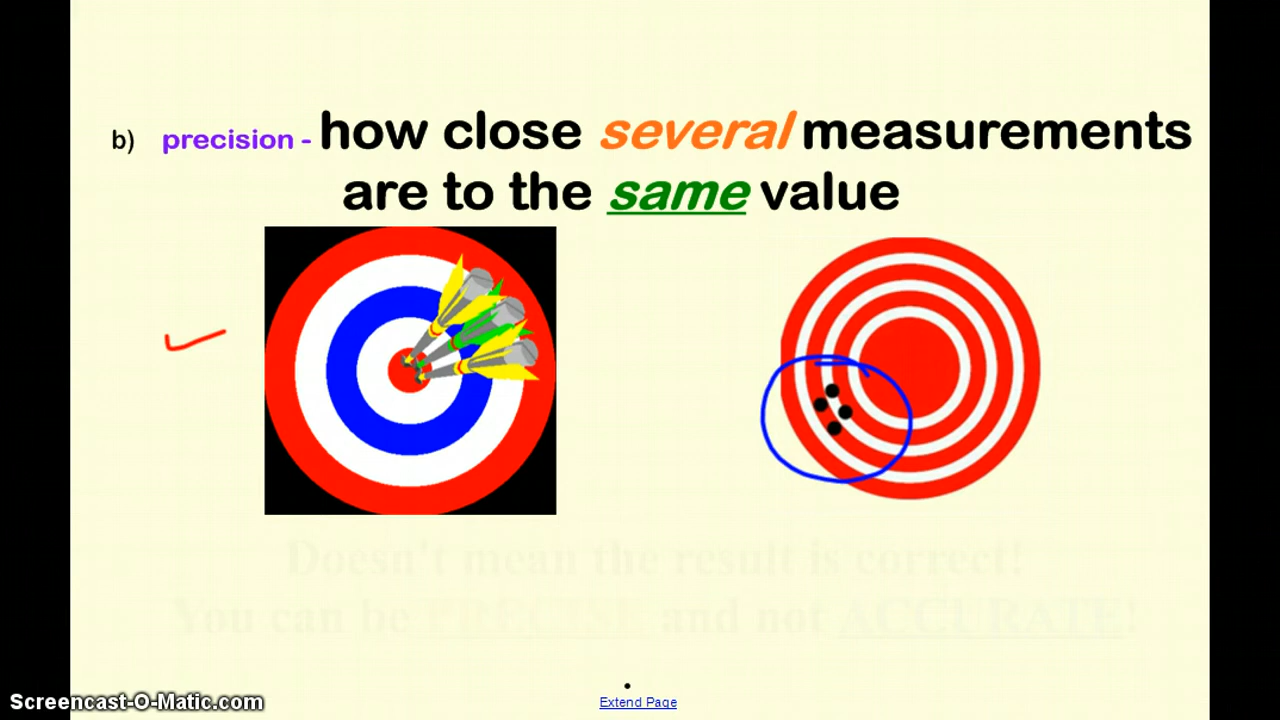 b) precision - how close several measurements
are to the same value
Doesn't mean the result is correct!
You can be PRECISE and not ACCURATE!
Extend Page
Screencast-O-Matic.com